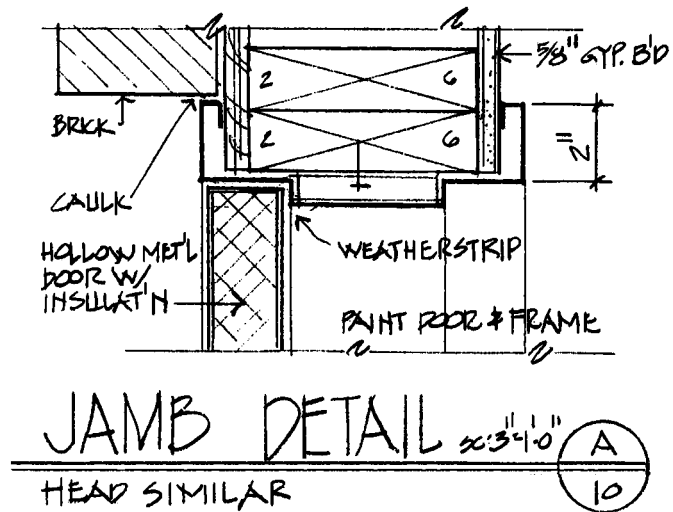 5/8" GYP. B'D
2 6
2 6
2"
BRICK
CAULK
WEATHERSTRIP
HOLLOW MET'L
DOOR W/
INSULAT'N
PAINT DOOR & FRAME
JAMB DETAIL SC:3"=1'-0"
A
10
HEAD SIMILAR